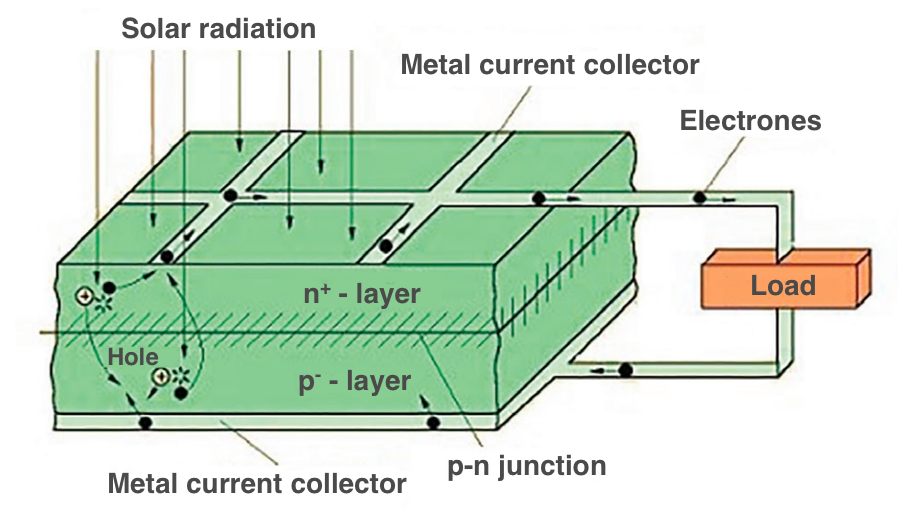 Solar radiation
Metal current collector
Electrones
Load
n⁺ - layer
Hole
p⁻ - layer
p-n junction
Metal current collector